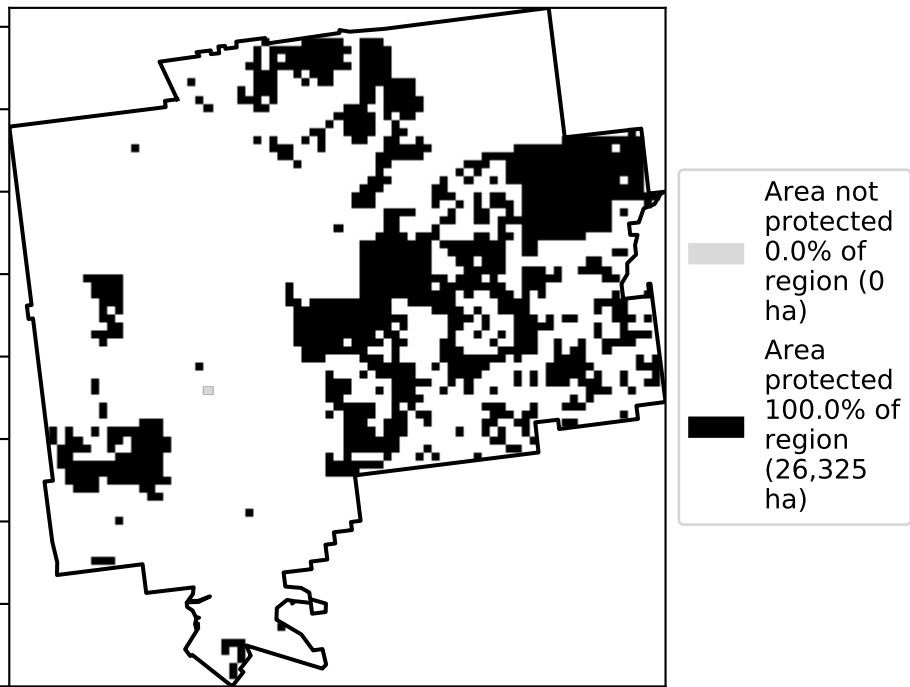 Area not
protected
0.0% of
region (0
ha)
Area
protected
100.0% of
region
(26,325
ha)